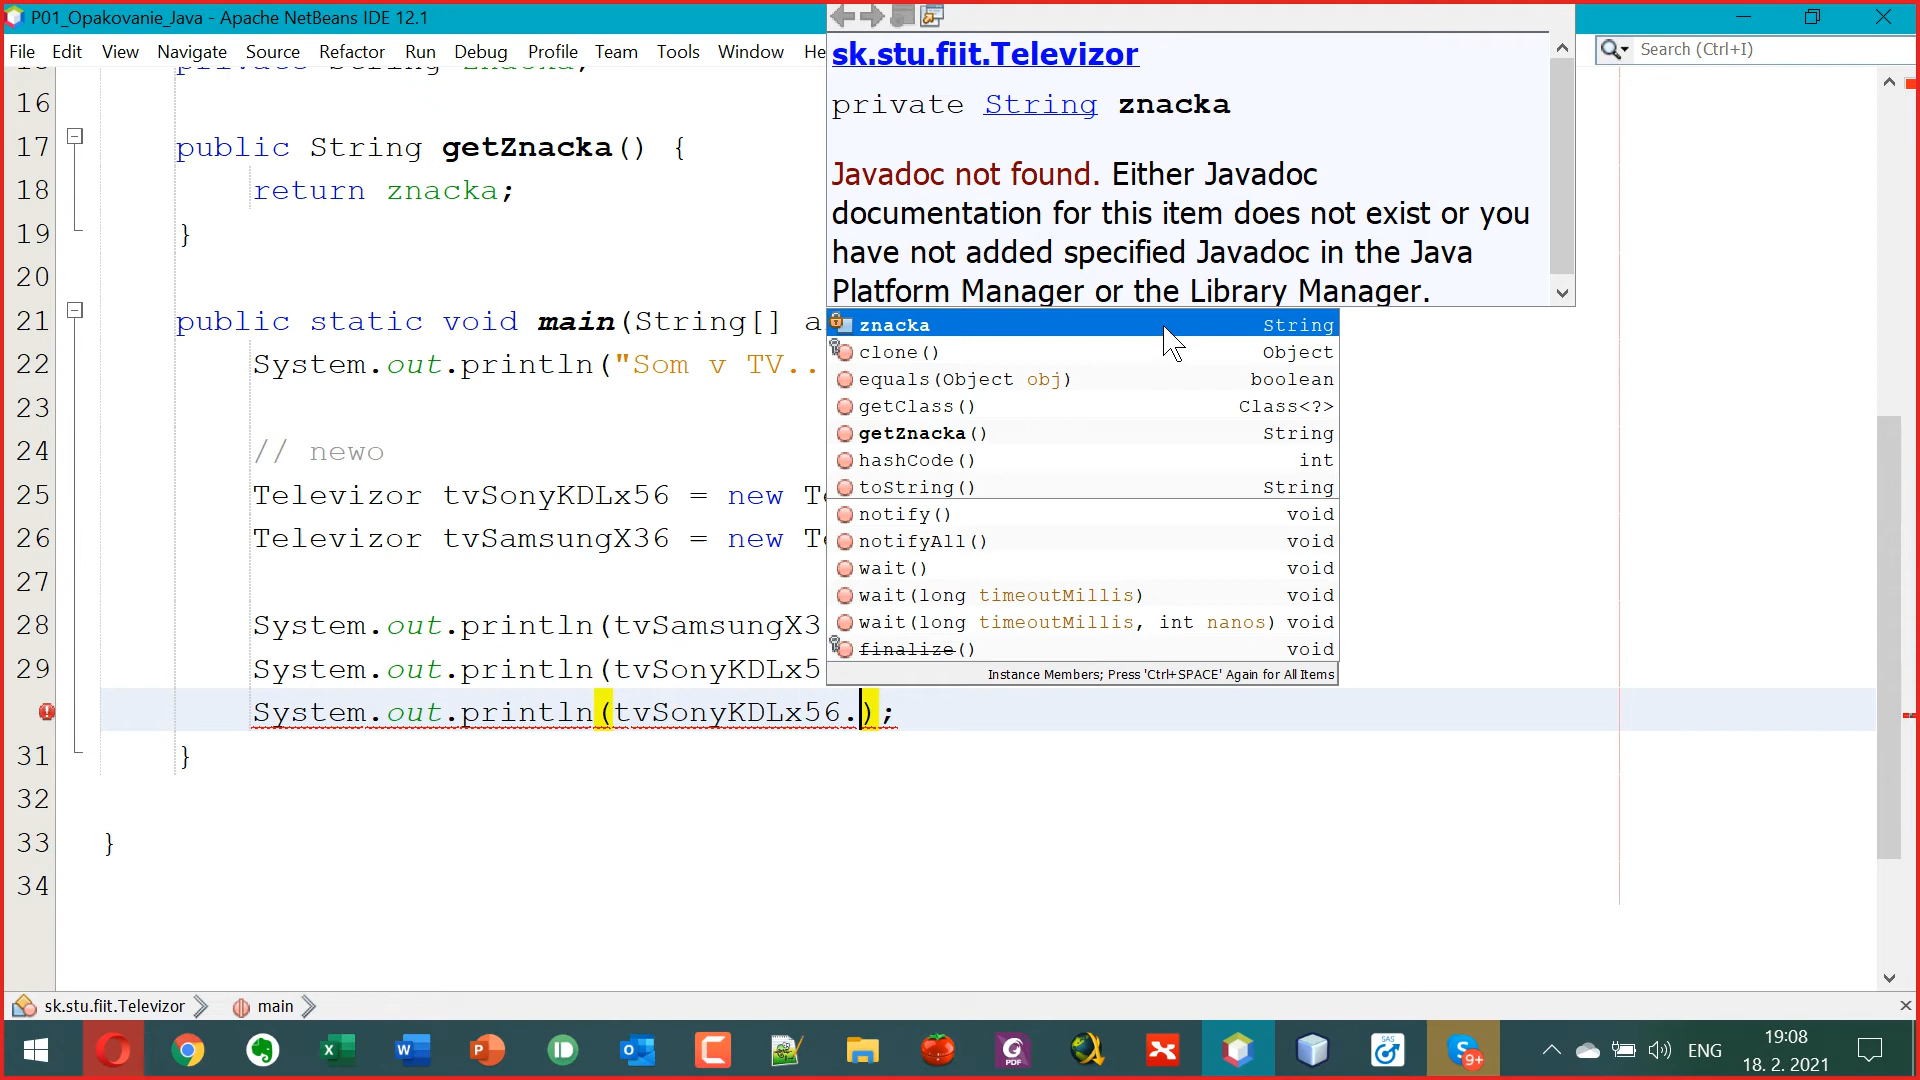 P01_Opakovanie_Java - Apache NetBeans IDE 12.1
File Edit View Navigate Source Refactor Run Debug Profile Team Tools Window He
Search (Ctrl+I)
sk.stu.fiit.Televizor
private String znacka
Javadoc not found. Either Javadoc
documentation for this item does not exist or you
have not added specified Javadoc in the Java
Platform Manager or the Library Manager.
private String znacka;
16
17 public String getZnacka() {
18 return znacka;
19 }
20
21 public static void main(String[] a
22 System.out.println("Som v TV..
23
24 // newo
25 Televizor tvSonyKDLx56 = new Te
26 Televizor tvSamsungX36 = new Te
27
28 System.out.println(tvSamsungX3
29 System.out.println(tvSonyKDLx5
System.out.println(tvSonyKDLx56.);
31 }
32
33 }
34
znacka String
clone() Object
equals(Object obj) boolean
getClass() Class<?>
getZnacka() String
hashCode() int
toString() String
notify() void
notifyAll() void
wait() void
wait(long timeoutMillis) void
wait(long timeoutMillis, int nanos) void
finalize() void
Instance Members; Press 'Ctrl+SPACE' Again for All Items
sk.stu.fiit.Televizor main
9+
SAS
PDF
ENG
19:08
18. 2. 2021